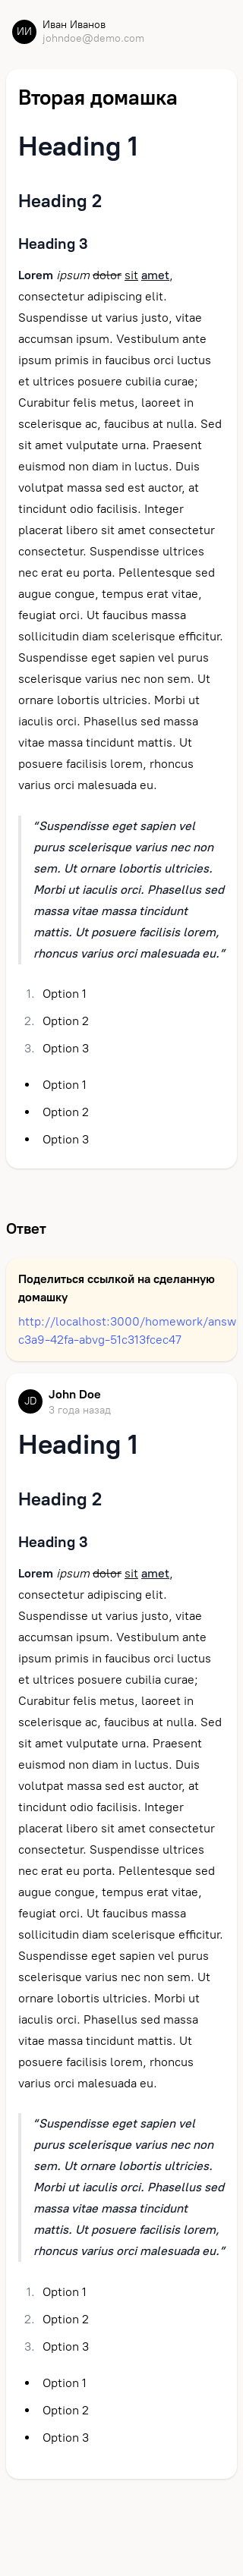 ИИ
Иван Иванов
johndoe@demo.com
Вторая домашка
Heading 1
Heading 2
Heading 3
Lorem ipsum dolor sit amet,
consectetur adipiscing elit.
Suspendisse ut varius justo, vitae
accumsan ipsum. Vestibulum ante
ipsum primis in faucibus orci luctus
et ultrices posuere cubilia curae;
Curabitur felis metus, laoreet in
scelerisque ac, faucibus at nulla. Sed
sit amet vulputate urna. Praesent
euismod non diam in luctus. Duis
volutpat massa sed est auctor, at
tincidunt odio facilisis. Integer
placerat libero sit amet consectetur
consectetur. Suspendisse ultrices
nec erat eu porta. Pellentesque sed
augue congue, tempus erat vitae,
feugiat orci. Ut faucibus massa
sollicitudin diam scelerisque efficitur.
Suspendisse eget sapien vel purus
scelerisque varius nec non sem. Ut
ornare lobortis ultricies. Morbi ut
iaculis orci. Phasellus sed massa
vitae massa tincidunt mattis. Ut
posuere facilisis lorem, rhoncus
varius orci malesuada eu.
“Suspendisse eget sapien vel
purus scelerisque varius nec non
sem. Ut ornare lobortis ultricies.
Morbi ut iaculis orci. Phasellus sed
massa vitae massa tincidunt
mattis. Ut posuere facilisis lorem,
rhoncus varius orci malesuada eu.”
1. Option 1
2. Option 2
3. Option 3
• Option 1
• Option 2
• Option 3
Ответ
Поделиться ссылкой на сделанную
домашку
http://localhost:3000/homework/answ
c3a9-42fa-abvg-51c313fcec47
JD
John Doe
3 года назад
Heading 1
Heading 2
Heading 3
Lorem ipsum dolor sit amet,
consectetur adipiscing elit.
Suspendisse ut varius justo, vitae
accumsan ipsum. Vestibulum ante
ipsum primis in faucibus orci luctus
et ultrices posuere cubilia curae;
Curabitur felis metus, laoreet in
scelerisque ac, faucibus at nulla. Sed
sit amet vulputate urna. Praesent
euismod non diam in luctus. Duis
volutpat massa sed est auctor, at
tincidunt odio facilisis. Integer
placerat libero sit amet consectetur
consectetur. Suspendisse ultrices
nec erat eu porta. Pellentesque sed
augue congue, tempus erat vitae,
feugiat orci. Ut faucibus massa
sollicitudin diam scelerisque efficitur.
Suspendisse eget sapien vel purus
scelerisque varius nec non sem. Ut
ornare lobortis ultricies. Morbi ut
iaculis orci. Phasellus sed massa
vitae massa tincidunt mattis. Ut
posuere facilisis lorem, rhoncus
varius orci malesuada eu.
“Suspendisse eget sapien vel
purus scelerisque varius nec non
sem. Ut ornare lobortis ultricies.
Morbi ut iaculis orci. Phasellus sed
massa vitae massa tincidunt
mattis. Ut posuere facilisis lorem,
rhoncus varius orci malesuada eu.”
1. Option 1
2. Option 2
3. Option 3
• Option 1
• Option 2
• Option 3